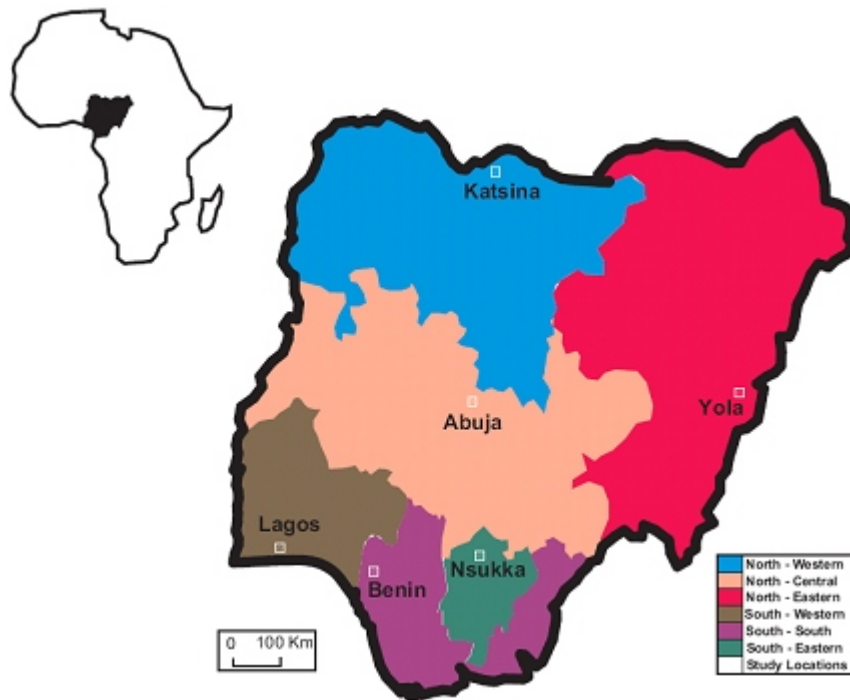 Katsina
Yola
Abuja
Lagos
Nsukka
Benin
0 100 Km
North - Western
North - Central
North - Eastern
South - Western
South - South
South - Eastern
Study Locations